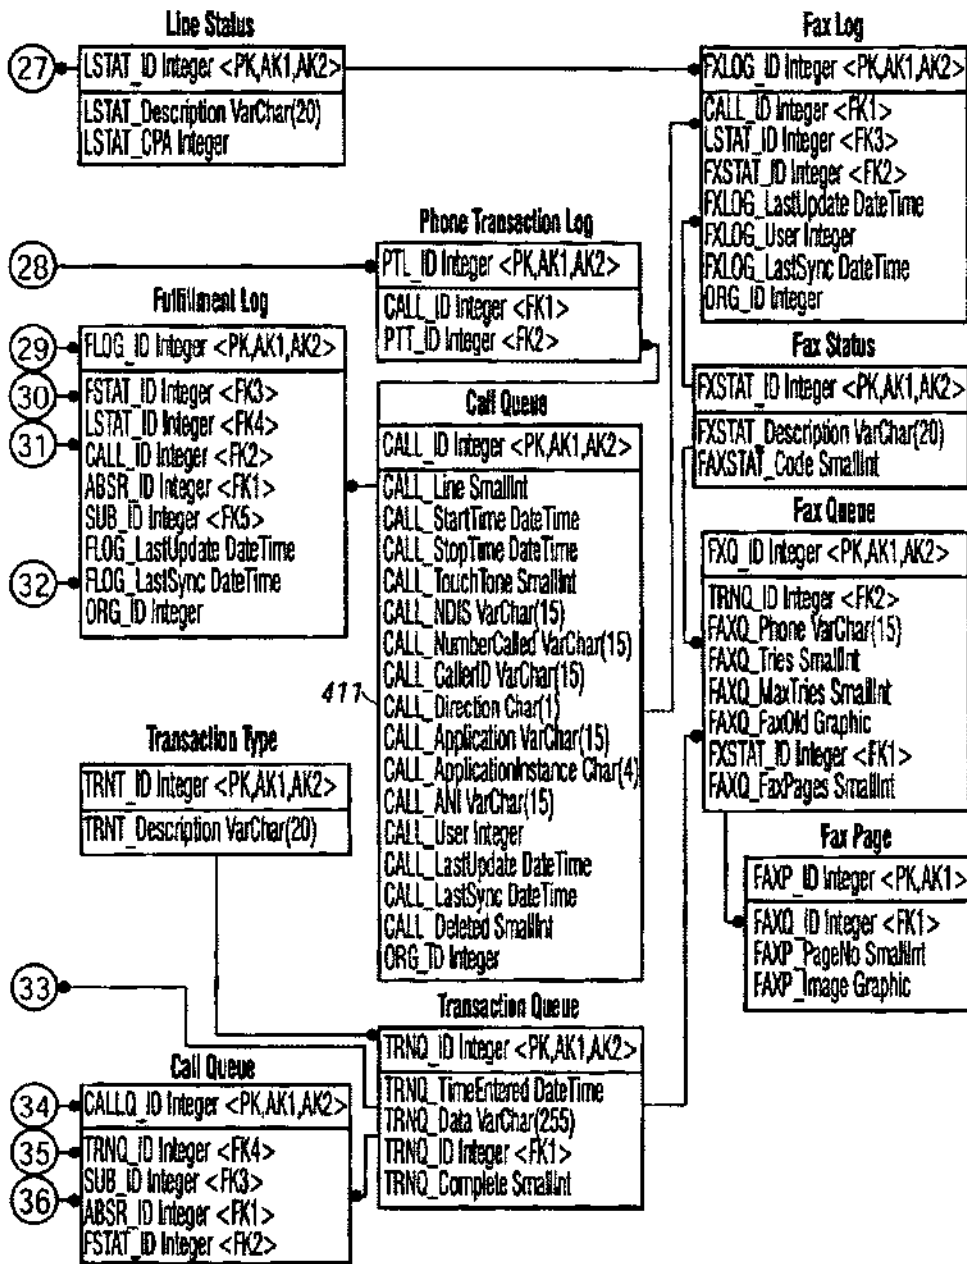 Line Status
27
LSTAT_ID Integer <PK,AK1,AK2>
LSTAT_Description VarChar(20)
LSTAT_CPA Integer
Fax Log
FXLOG_ID Integer <PK,AK1,AK2>
CALL_ID Integer <FK1>
LSTAT_ID Integer <FK3>
FXSTAT_ID Integer <FK2>
FXLOG_LastUpdate DateTime
FXLOG_User Integer
FXLOG_LastSync DateTime
ORG_ID Integer
Phone Transaction Log
28
PTL_ID Integer <PK,AK1,AK2>
CALL_ID Integer <FK1>
PTT_ID Integer <FK2>
Fulfillment Log
29
FLOG_ID Integer <PK,AK1,AK2>
30
FSTAT_ID Integer <FK3>
LSTAT_ID Integer <FK4>
31
CALL_ID Integer <FK2>
ABSR_ID Integer <FK1>
SUB_ID Integer <FK5>
FLOG_LastUpdate DateTime
32
FLOG_LastSync DateTime
ORG_ID Integer
Fax Status
FXSTAT_ID Integer <PK,AK1,AK2>
FXSTAT_Description VarChar(20)
FAXSTAT_Code SmallInt
Call Queue
CALL_ID Integer <PK,AK1,AK2>
CALL_Line SmallInt
CALL_StartTime DateTime
CALL_StopTime DateTime
CALL_TouchTone SmallInt
CALL_NDIS VarChar(15)
CALL_NumberCalled VarChar(15)
CALL_CallerID VarChar(15)
411
CALL_Direction Char(1)
CALL_Application VarChar(15)
CALL_ApplicationInstance Char(4)
CALL_ANI VarChar(15)
CALL_User Integer
CALL_LastUpdate DateTime
CALL_LastSync DateTime
CALL_Deleted SmallInt
ORG_ID Integer
Fax Queue
FXQ_ID Integer <PK,AK1,AK2>
TRNQ_ID Integer <FK2>
FAXQ_Phone VarChar(15)
FAXQ_Tries SmallInt
FAXQ_MaxTries SmallInt
FAXQ_FaxOld Graphic
FXSTAT_ID Integer <FK1>
FAXQ_FaxPages SmallInt
Transaction Type
TRNT_ID Integer <PK,AK1,AK2>
TRNT_Description VarChar(20)
Fax Page
FAXP_ID Integer <PK,AK1>
FAXQ_ID Integer <FK1>
FAXP_PageNo SmallInt
FAXP_Image Graphic
33
Transaction Queue
TRNQ_ID Integer <PK,AK1,AK2>
TRNQ_TimeEntered DateTime
TRNQ_Data VarChar(255)
TRNQ_ID Integer <FK1>
TRNQ_Complete SmallInt
Call Queue
34
CALLQ_ID Integer <PK,AK1,AK2>
35
TRNQ_ID Integer <FK4>
SUB_ID Integer <FK3>
36
ABSR_ID Integer <FK1>
FSTAT_ID Integer <FK2>